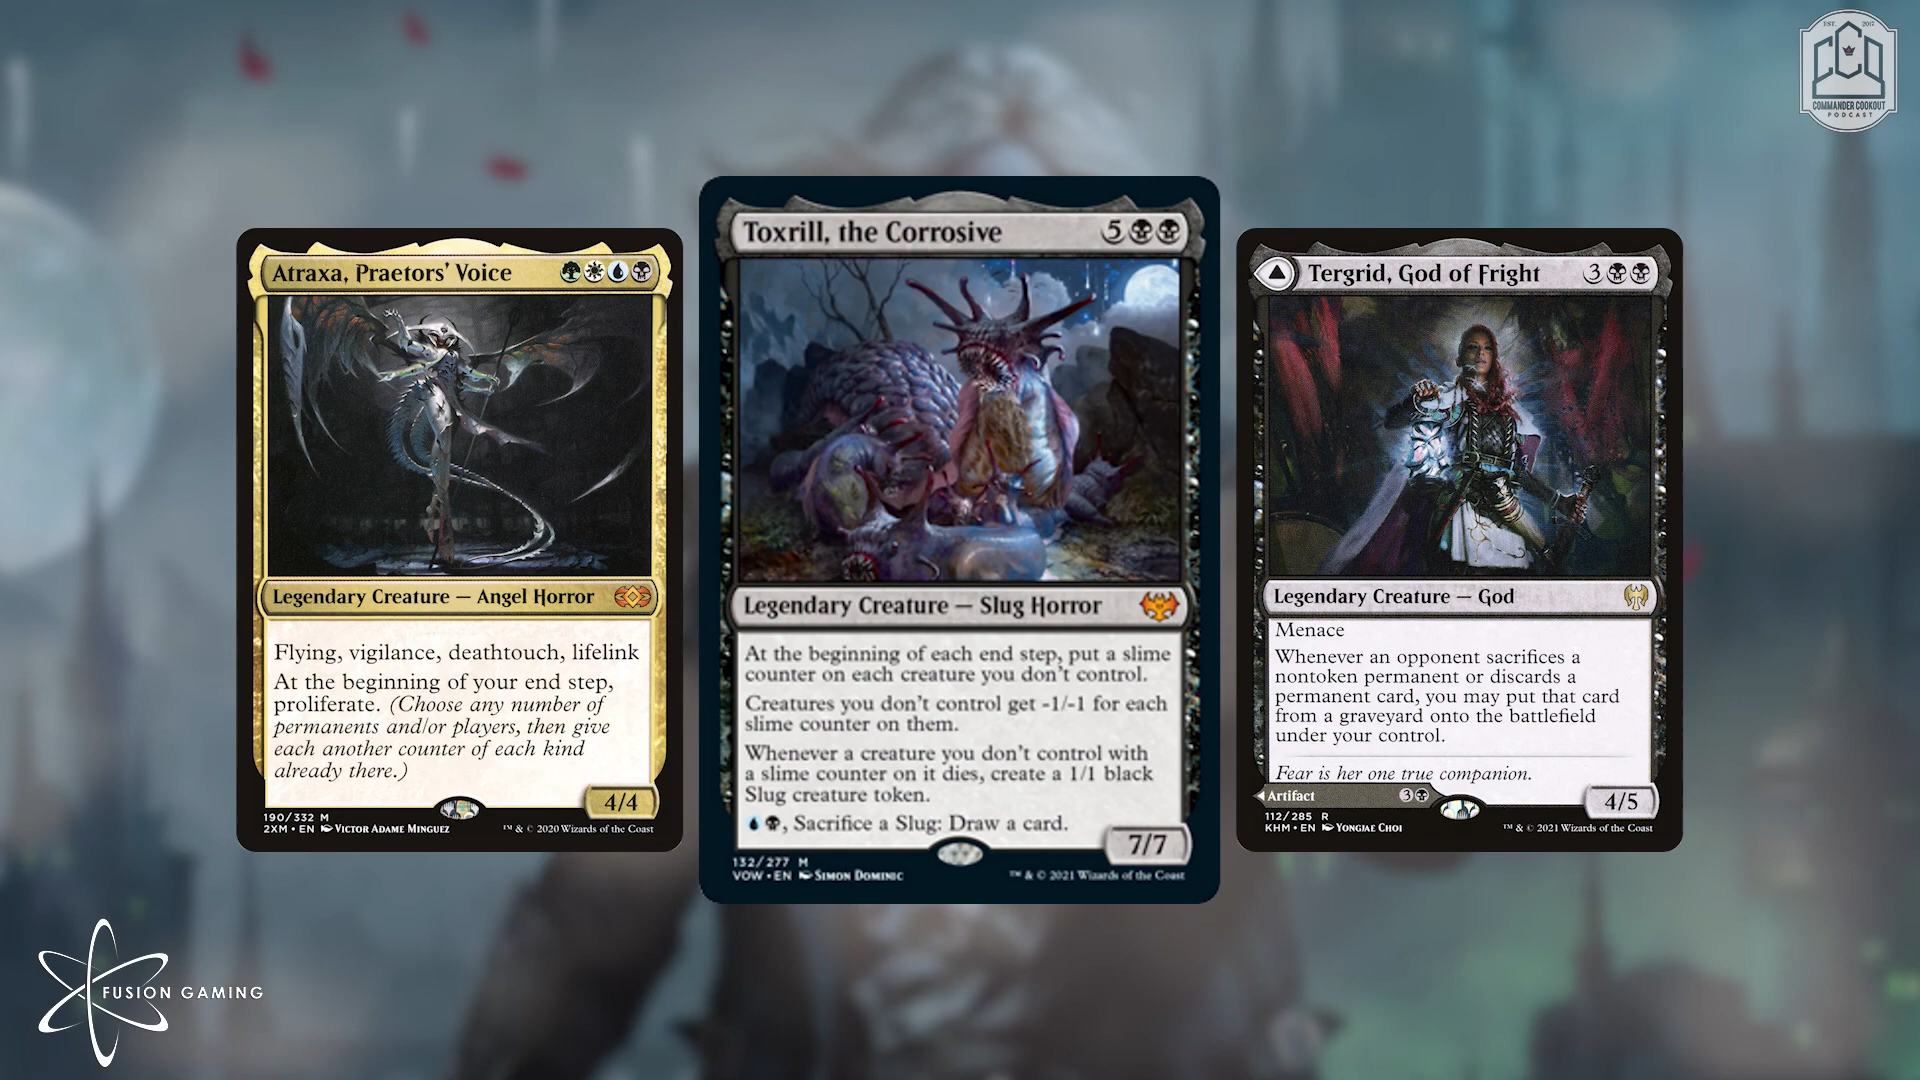 EST. 2017
CCO
COMMANDER COOKOUT
PODCAST
Atraxa, Praetors' Voice
Legendary Creature — Angel Horror
Flying, vigilance, deathtouch, lifelink
At the beginning of your end step,
proliferate. (Choose any number of
permanents and/or players, then give
each another counter of each kind
already there.)
4/4
190/332 M
2XM • EN Victor Adame Minguez
™ & © 2020 Wizards of the Coast
Toxrill, the Corrosive 5
Legendary Creature — Slug Horror
At the beginning of each end step, put a slime
counter on each creature you don't control.
Creatures you don't control get -1/-1 for each
slime counter on them.
Whenever a creature you don't control with
a slime counter on it dies, create a 1/1 black
Slug creature token.
, Sacrifice a Slug: Draw a card.
7/7
132/277 M
VOW • EN Simon Dominic
™ & © 2021 Wizards of the Coast
Tergrid, God of Fright 3
Legendary Creature — God
Menace
Whenever an opponent sacrifices a
nontoken permanent or discards a
permanent card, you may put that card
from a graveyard onto the battlefield
under your control.
Fear is her one true companion.
Artifact 3
4/5
112/285 R
KHM • EN Yongjae Choi
™ & © 2021 Wizards of the Coast
FUSION GAMING